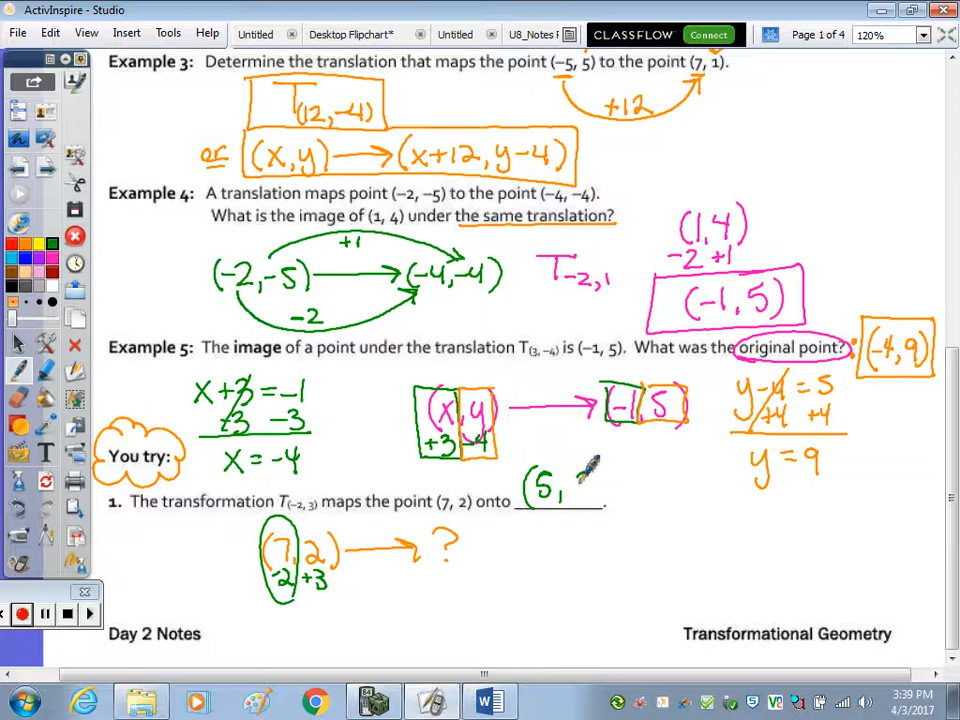 ActivInspire - Studio
File Edit View Insert Tools Help Untitled Desktop Flipchart* Untitled U8_Notes F CLASSFLOW Connect Page 1 of 4 120%
Example 3: Determine the translation that maps the point (−5, 5) to the point (7, 1).
T(12,-4)
+12
or (x,y) → (x+12, y-4)
Example 4: A translation maps point (−2, −5) to the point (−4, −4).
What is the image of (1, 4) under the same translation?
+1
(-2,-5) → (-4,-4)
-2
T-2,1
(1,4)
-2 +1
(-1,5)
Example 5: The image of a point under the translation T(3, −4) is (−1, 5). What was the original point? : (-4,9)
x+3=-1
-3 -3
x=-4
(x,y) → (-1,5)
+3 -4
y-4=5
+4 +4
y=9
You try:
1. The transformation T(−2, 3) maps the point (7, 2) onto ________.
(5,
(7,2) → ?
-2 +3
Day 2 Notes Transformational Geometry
3:39 PM
4/3/2017